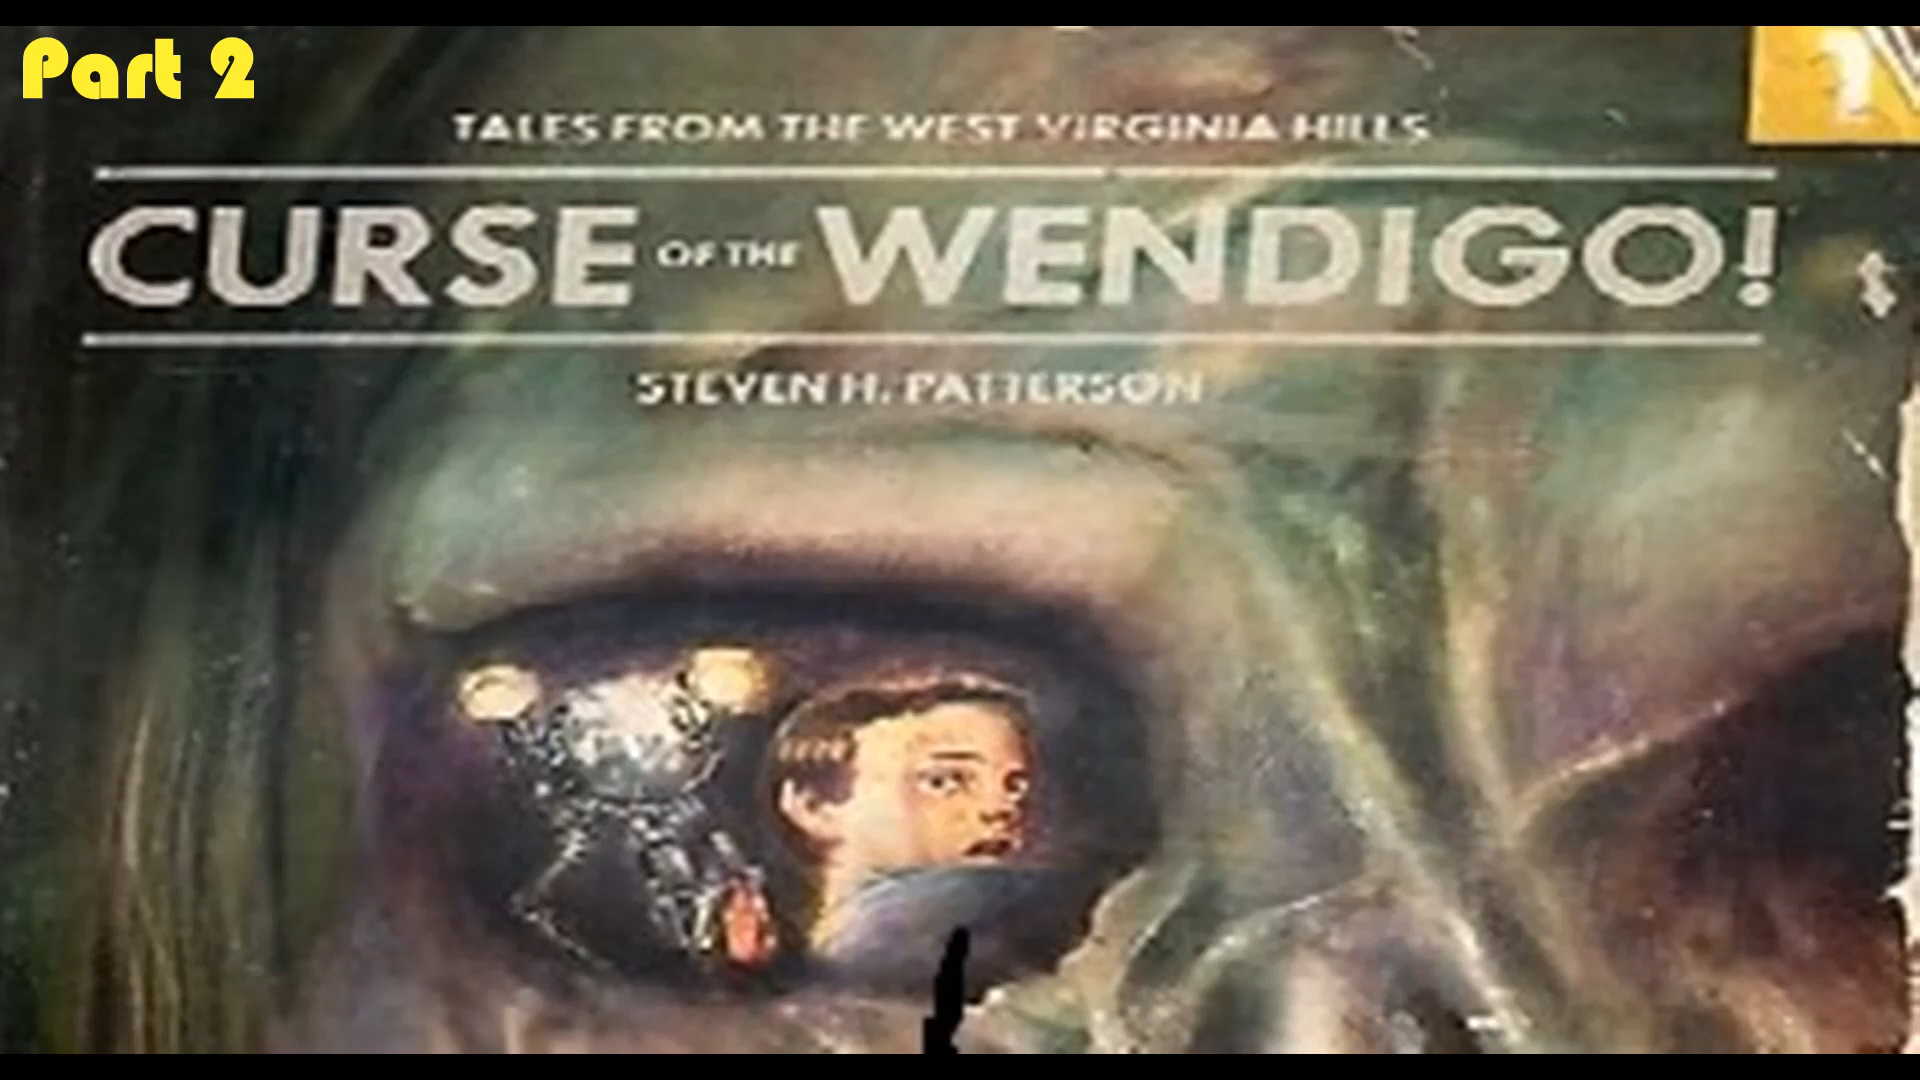 Part 2
TALES FROM THE WEST VIRGINIA HILLS
CURSE OF THE WENDIGO!
STEVEN H. PATTERSON